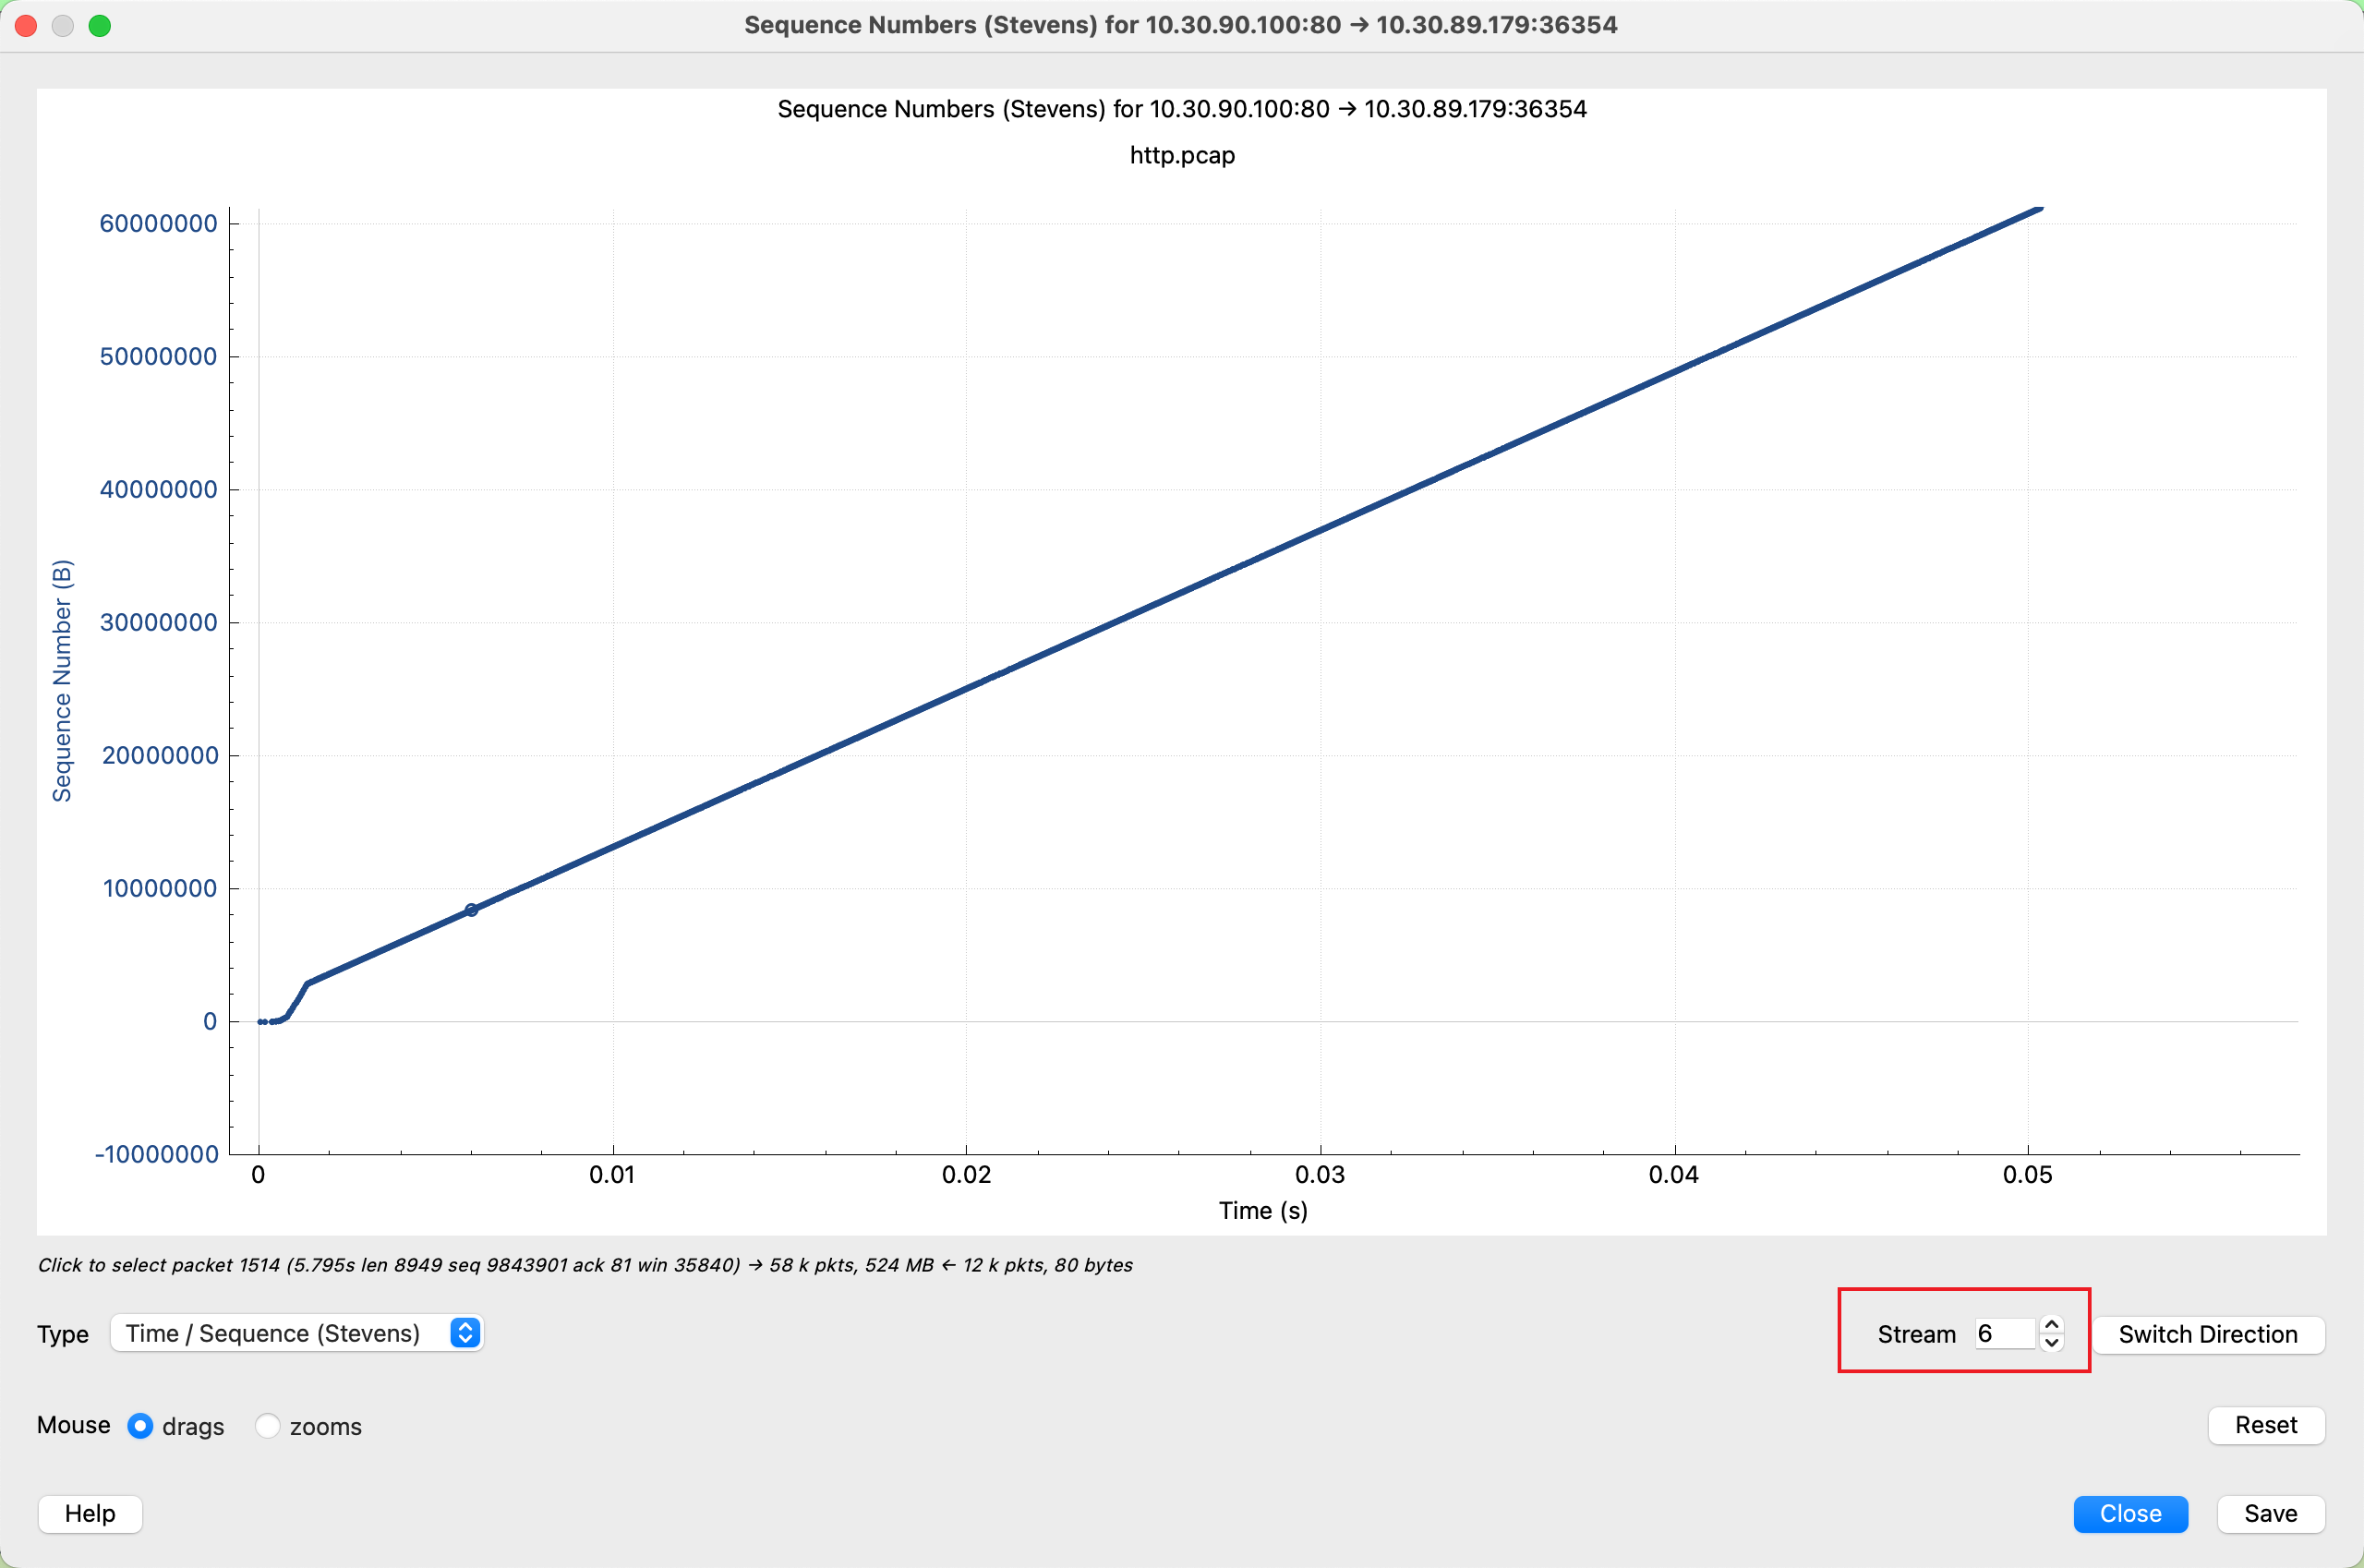 Sequence Numbers (Stevens) for 10.30.90.100:80 → 10.30.89.179:36354
Sequence Numbers (Stevens) for 10.30.90.100:80 → 10.30.89.179:36354
http.pcap
60000000
50000000
40000000
30000000
20000000
10000000
0
-10000000
Sequence Number (B)
0 0.01 0.02 0.03 0.04 0.05
Time (s)
Click to select packet 1514 (5.795s len 8949 seq 9843901 ack 81 win 35840) → 58 k pkts, 524 MB ← 12 k pkts, 80 bytes
Type Time / Sequence (Stevens) Stream 6 Switch Direction
Mouse drags zooms Reset
Help Close Save